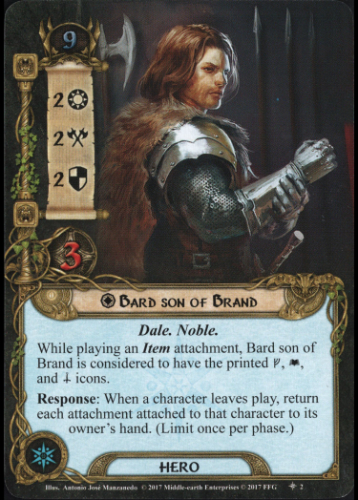 9
2
2
2
3
BARD SON OF BRAND
Dale. Noble.
While playing an Item attachment, Bard son of
Brand is considered to have the printed ᚠ, , 
and  icons.
Response: When a character leaves play, return
each attachment attached to that character to its
owner's hand. (Limit once per phase.)
HERO
Illus. Antonio José Manzanedo © 2017 Middle-earth Enterprises © 2017 FFG 2